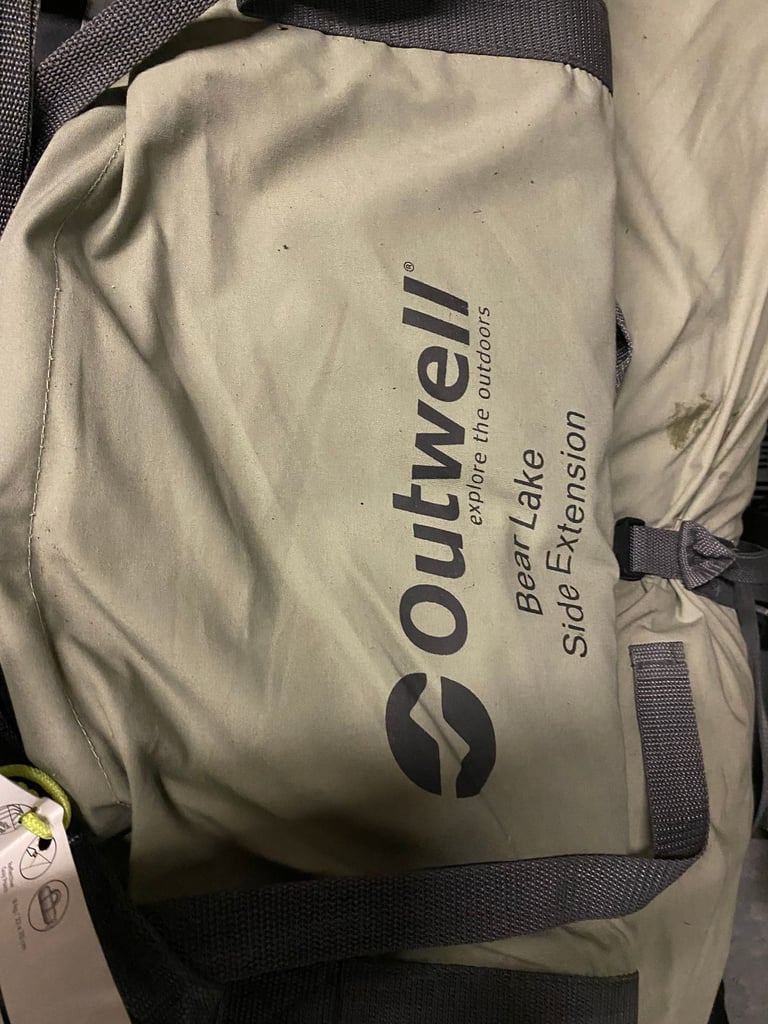 Outwell®
explore the outdoors
Bear Lake
Side Extension